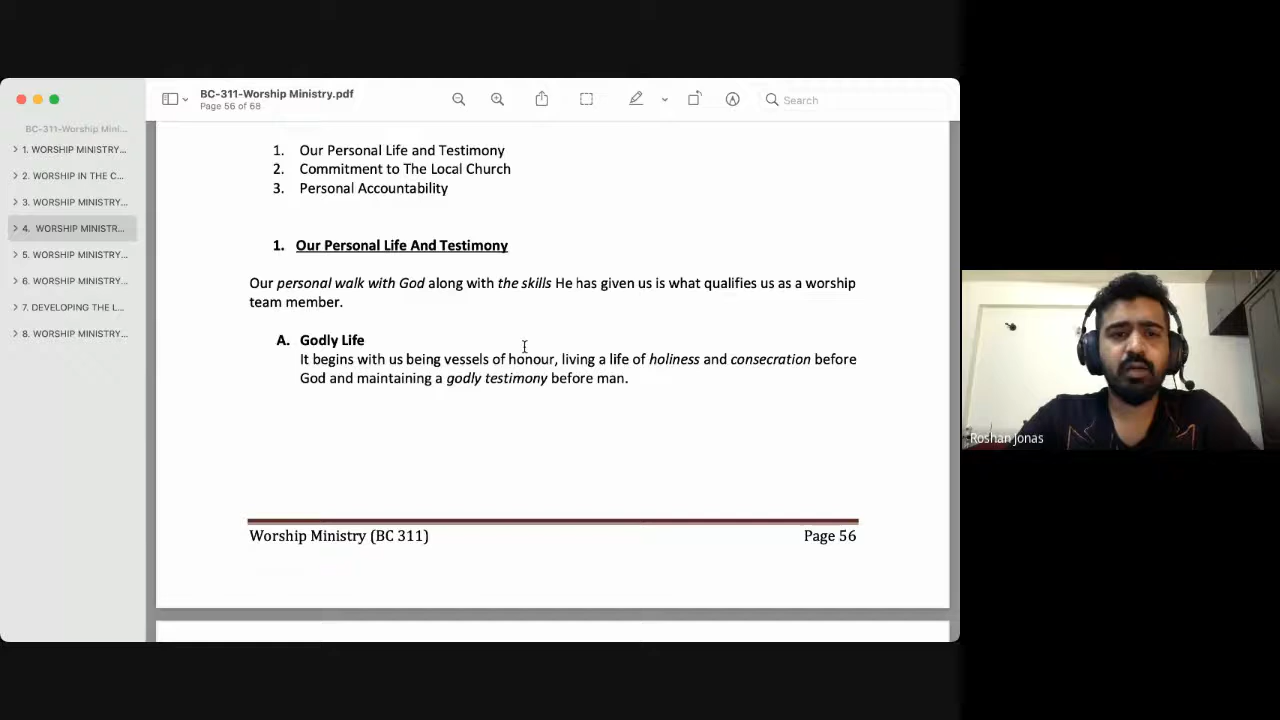 BC-311-Worship Ministry.pdf
Page 56 of 68
Search
BC-311-Worship Mini...
1. WORSHIP MINISTRY...
2. WORSHIP IN THE C...
3. WORSHIP MINISTRY...
4. WORSHIP MINISTR...
5. WORSHIP MINISTRY...
6. WORSHIP MINISTRY...
7. DEVELOPING THE L...
8. WORSHIP MINISTRY...
1. Our Personal Life and Testimony
2. Commitment to The Local Church
3. Personal Accountability
1. Our Personal Life And Testimony
Our personal walk with God along with the skills He has given us is what qualifies us as a worship
team member.
A. Godly Life
It begins with us being vessels of honour, living a life of holiness and consecration before
God and maintaining a godly testimony before man.
Worship Ministry (BC 311) Page 56
Roshan Jonas